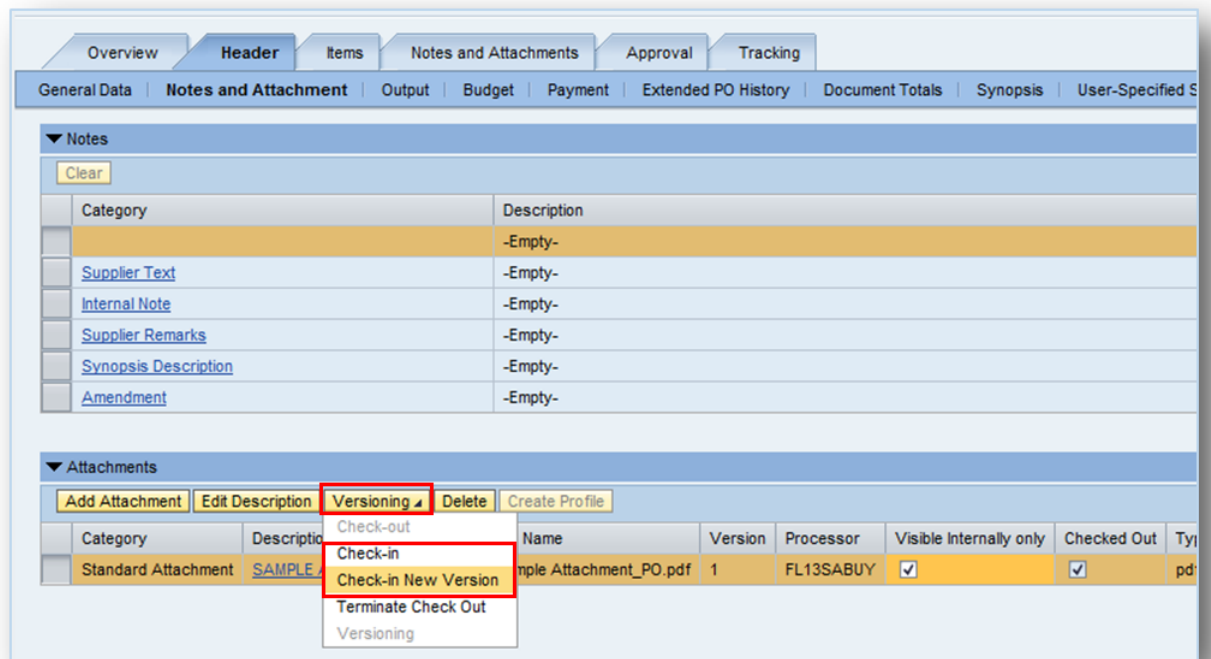 Overview Header Items Notes and Attachments Approval Tracking
General Data Notes and Attachment Output Budget Payment Extended PO History Document Totals Synopsis User-Specified S
Notes
Clear
Category Description
-Empty-
Supplier Text -Empty-
Internal Note -Empty-
Supplier Remarks -Empty-
Synopsis Description -Empty-
Amendment -Empty-
Attachments
Add Attachment Edit Description Versioning Delete Create Profile
Check-out
Category Descriptio Name Version Processor Visible Internally only Checked Out Ty
Check-in
Standard Attachment SAMPLE mple Attachment_PO.pdf 1 FL13SABUY pd
Check-in New Version
Terminate Check Out
Versioning